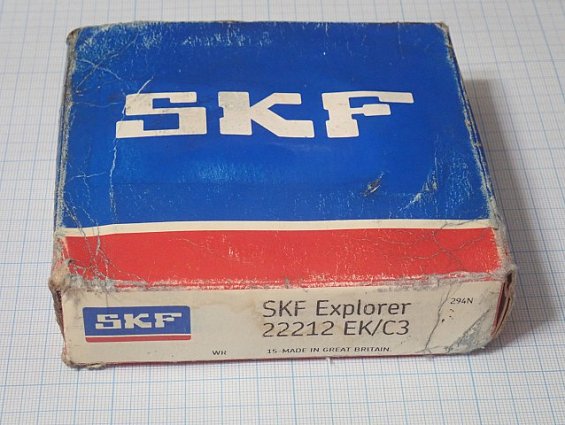 SKF
SKF
SKF Explorer
22212 EK/C3
294N
WR 15-MADE IN GREAT BRITAIN